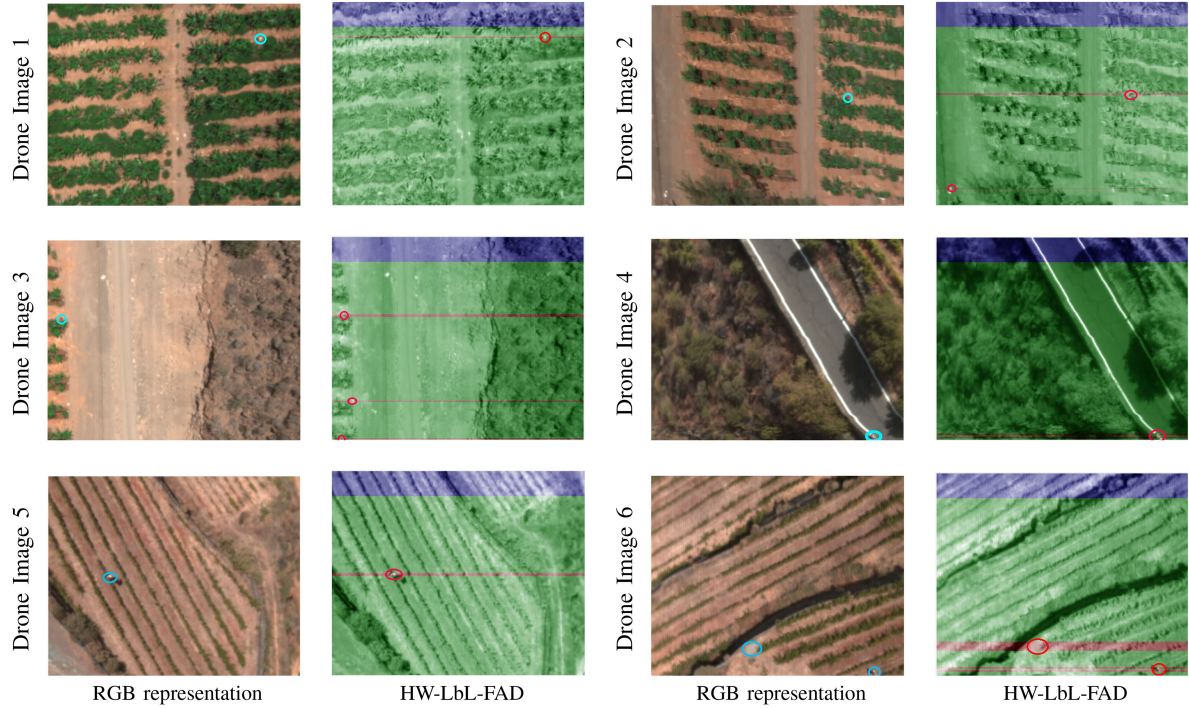 Drone Image 1
Drone Image 2
Drone Image 3
Drone Image 4
Drone Image 5
Drone Image 6
RGB representation
HW-LbL-FAD
RGB representation
HW-LbL-FAD